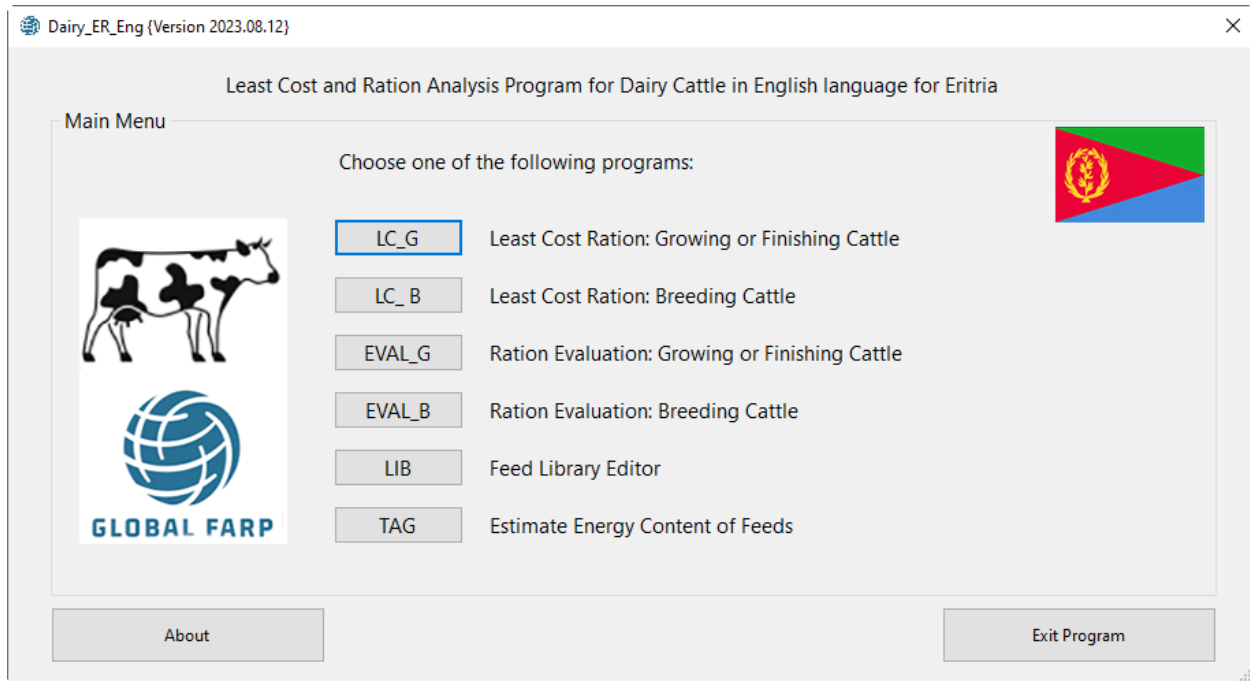 Dairy_ER_Eng {Version 2023.08.12}
Least Cost and Ration Analysis Program for Dairy Cattle in English language for Eritria
Main Menu
Choose one of the following programs:
LC_G Least Cost Ration: Growing or Finishing Cattle
LC_ B Least Cost Ration: Breeding Cattle
EVAL_G Ration Evaluation: Growing or Finishing Cattle
EVAL_B Ration Evaluation: Breeding Cattle
LIB Feed Library Editor
TAG Estimate Energy Content of Feeds
GLOBAL FARP
About Exit Program